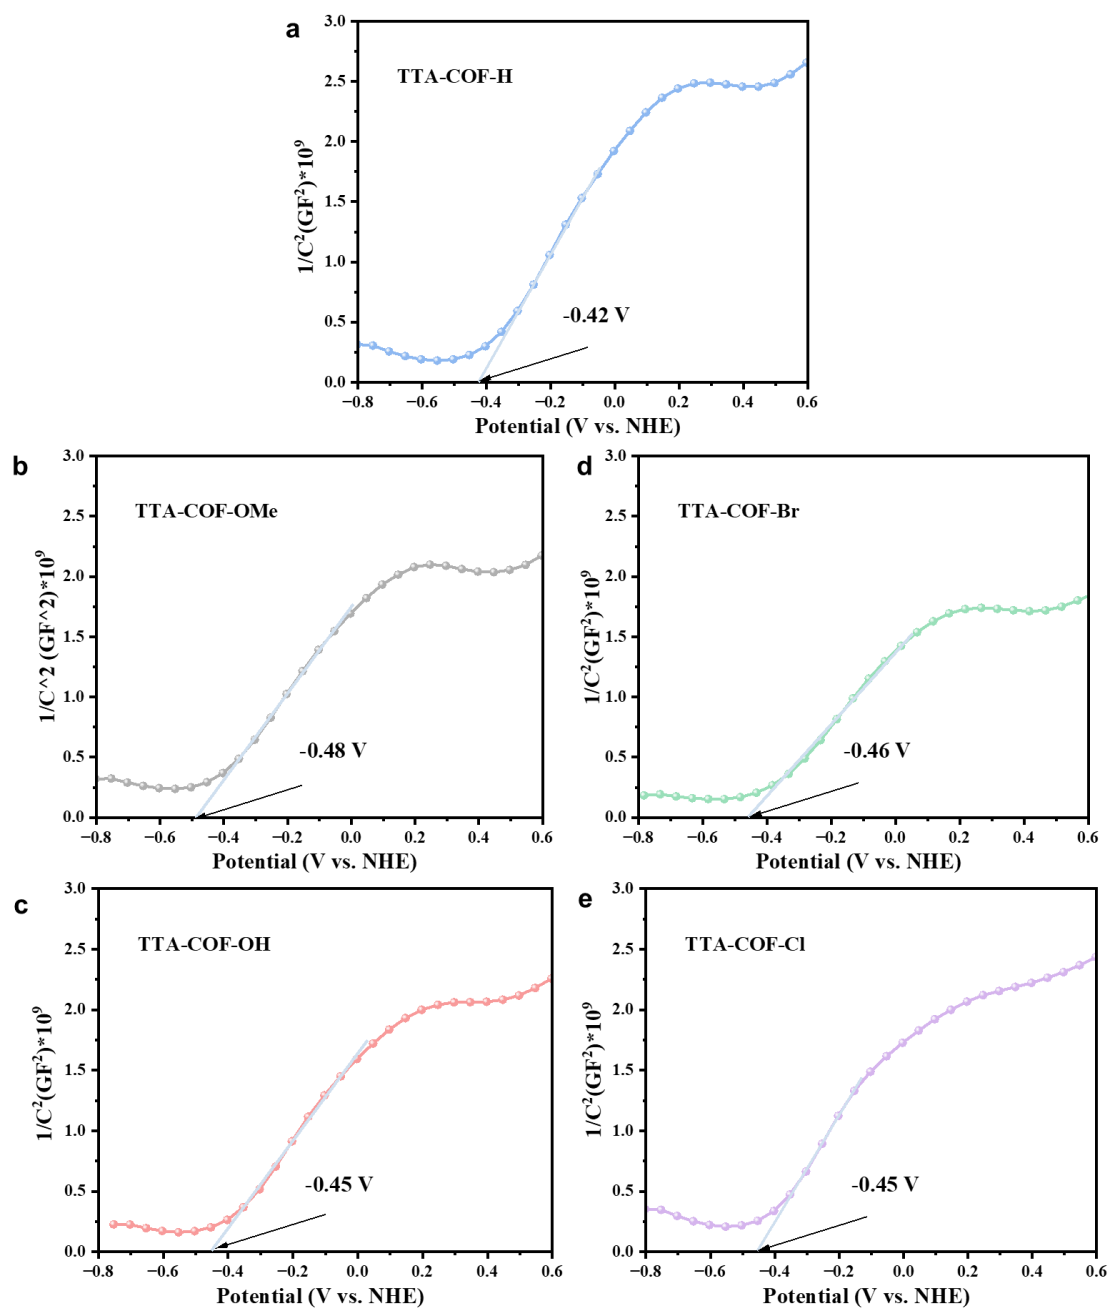 a
TTA-COF-H
3.0
2.5
2.0
1.5
1.0
0.5
0.0
1/C²(GF²)*10⁹
-0.42 V
−0.8 −0.6 −0.4 −0.2 0.0 0.2 0.4 0.6
Potential (V vs. NHE)
b
TTA-COF-OMe
3.0
2.5
2.0
1.5
1.0
0.5
0.0
1/C^2 (GF^2)*10⁹
-0.48 V
−0.8 −0.6 −0.4 −0.2 0.0 0.2 0.4 0.6
Potential (V vs. NHE)
d
TTA-COF-Br
3.0
2.5
2.0
1.5
1.0
0.5
0.0
1/C²(GF²)*10⁹
-0.46 V
−0.8 −0.6 −0.4 −0.2 0.0 0.2 0.4 0.6
Potential (V vs. NHE)
c
TTA-COF-OH
3.0
2.5
2.0
1.5
1.0
0.5
0.0
1/C²(GF²)*10⁹
-0.45 V
−0.8 −0.6 −0.4 −0.2 0.0 0.2 0.4 0.6
Potential (V vs. NHE)
e
TTA-COF-Cl
3.0
2.5
2.0
1.5
1.0
0.5
0.0
1/C²(GF²)*10⁹
-0.45 V
−0.8 −0.6 −0.4 −0.2 0.0 0.2 0.4 0.6
Potential (V vs. NHE)